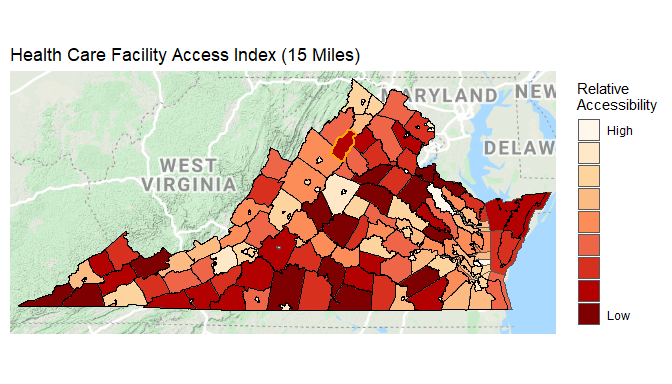 Health Care Facility Access Index (15 Miles)
MARYLAND
NEW
DELAW
WEST
VIRGINIA
Relative
Accessibility
High
Low